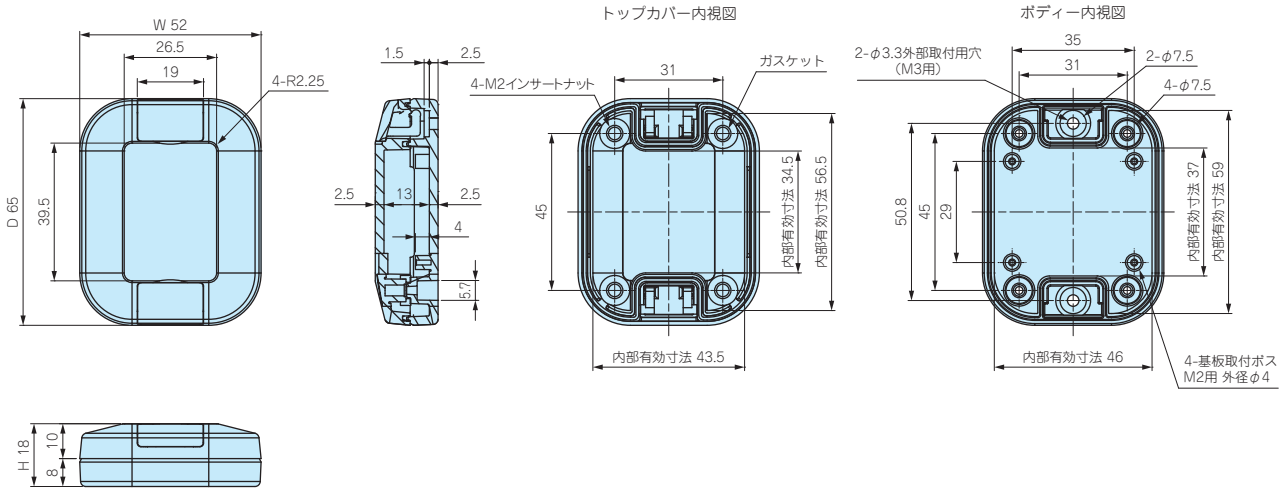 W 52
26.5
19
4-R2.25
D 65
39.5
1.5
2.5
2.5
13
2.5
4
5.7
トップカバー内視図
31
ガスケット
4-M2インサートナット
45
内部有効寸法 34.5
内部有効寸法 56.5
内部有効寸法 43.5
ボディー内視図
35
2-φ3.3外部取付用穴
（M3用）
31
2-φ7.5
4-φ7.5
50.8
45
29
内部有効寸法 37
内部有効寸法 59
内部有効寸法 46
4-基板取付ボス
M2用 外径φ4
H 18
10
8